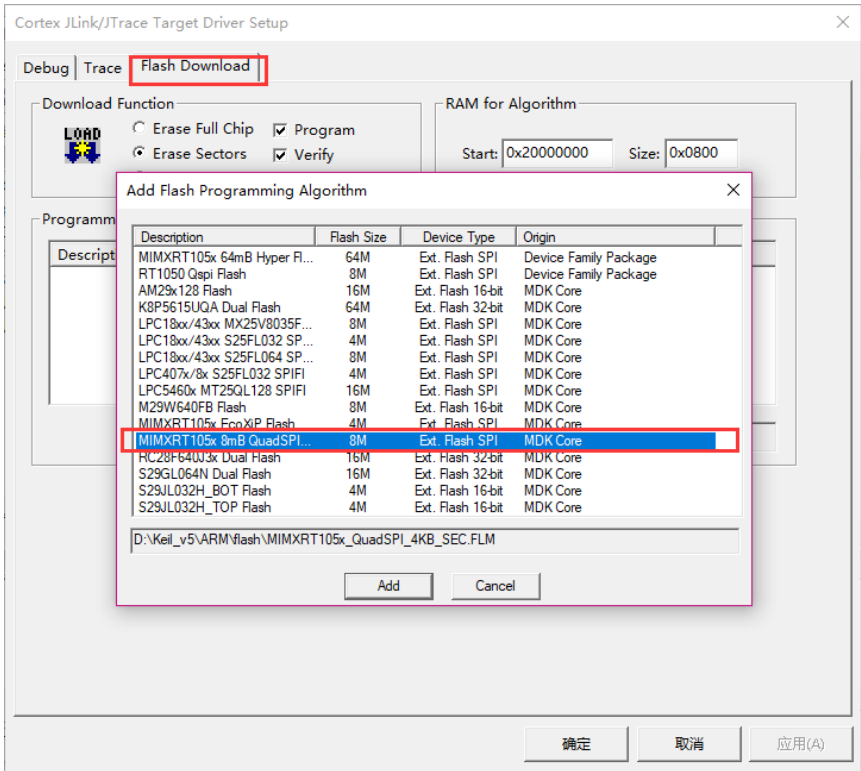 Cortex JLink/JTrace Target Driver Setup
Debug Trace Flash Download
Download Function RAM for Algorithm
LOAD
Erase Full Chip Program
Erase Sectors Verify Start: 0x20000000 Size: 0x0800
Add Flash Programming Algorithm
Programm
Descript
Description Flash Size Device Type Origin
MIMXRT105x 64mB Hyper Fl... 64M Ext. Flash SPI Device Family Package
RT1050 Qspi Flash 8M Ext. Flash SPI Device Family Package
AM29x128 Flash 16M Ext. Flash 16-bit MDK Core
K8P5615UQA Dual Flash 64M Ext. Flash 32-bit MDK Core
LPC18xx/43xx MX25V8035F... 8M Ext. Flash SPI MDK Core
LPC18xx/43xx S25FL032 SP... 4M Ext. Flash SPI MDK Core
LPC18xx/43xx S25FL064 SP... 8M Ext. Flash SPI MDK Core
LPC407x/8x S25FL032 SPIFI 4M Ext. Flash SPI MDK Core
LPC5460x MT25QL128 SPIFI 16M Ext. Flash SPI MDK Core
M29W640FB Flash 8M Ext. Flash 16-bit MDK Core
MIMXRT105x EcoXiP Flash 4M Ext. Flash SPI MDK Core
MIMXRT105x 8mB QuadSPI... 8M Ext. Flash SPI MDK Core
RC28F640J3x Dual Flash 16M Ext. Flash 32-bit MDK Core
S29GL064N Dual Flash 16M Ext. Flash 32-bit MDK Core
S29JL032H_BOT Flash 4M Ext. Flash 16-bit MDK Core
S29JL032H_TOP Flash 4M Ext. Flash 16-bit MDK Core
D:\Keil_v5\ARM\flash\MIMXRT105x_QuadSPI_4KB_SEC.FLM
Add Cancel
确定 取消 应用(A)